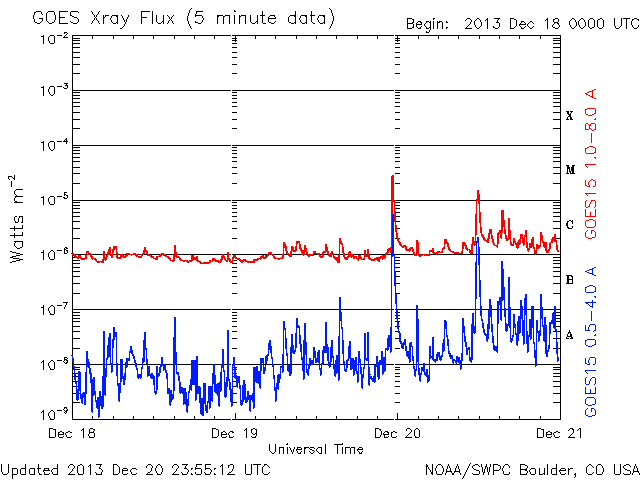 GOES Xray Flux (5 minute data)
Begin: 2013 Dec 18 0000 UTC
10-2
10-3
10-4
10-5
10-6
10-7
10-8
10-9
Watts m-2
X
M
C
B
A
GOES15 1.0-8.0 A
GOES15 0.5-4.0 A
Dec 18
Dec 19
Dec 20
Dec 21
Universal Time
Updated 2013 Dec 20 23:55:12 UTC
NOAA/SWPC Boulder, CO USA